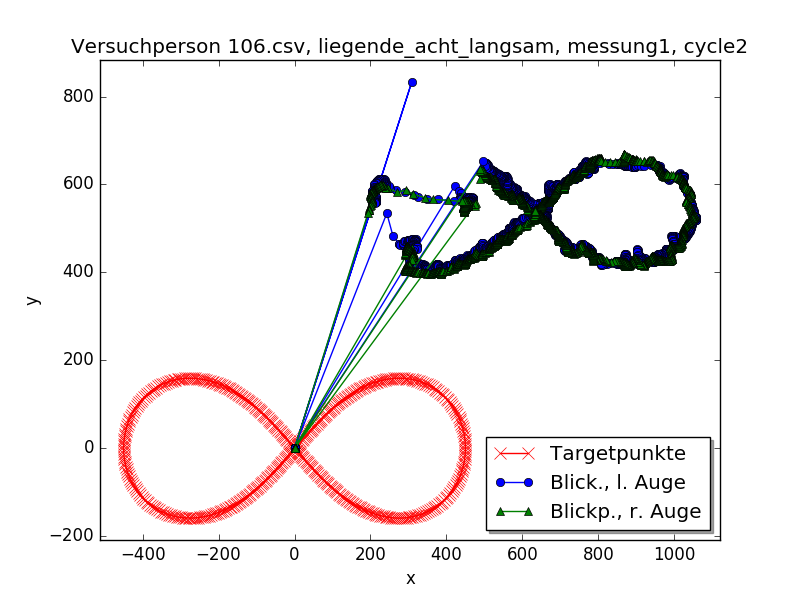 Versuchperson 106.csv, liegende_acht_langsam, messung1, cycle2
800
600
400
200
0
−200
y
−400 −200 0 200 400 600 800 1000
x
Targetpunkte
Blick., l. Auge
Blickp., r. Auge